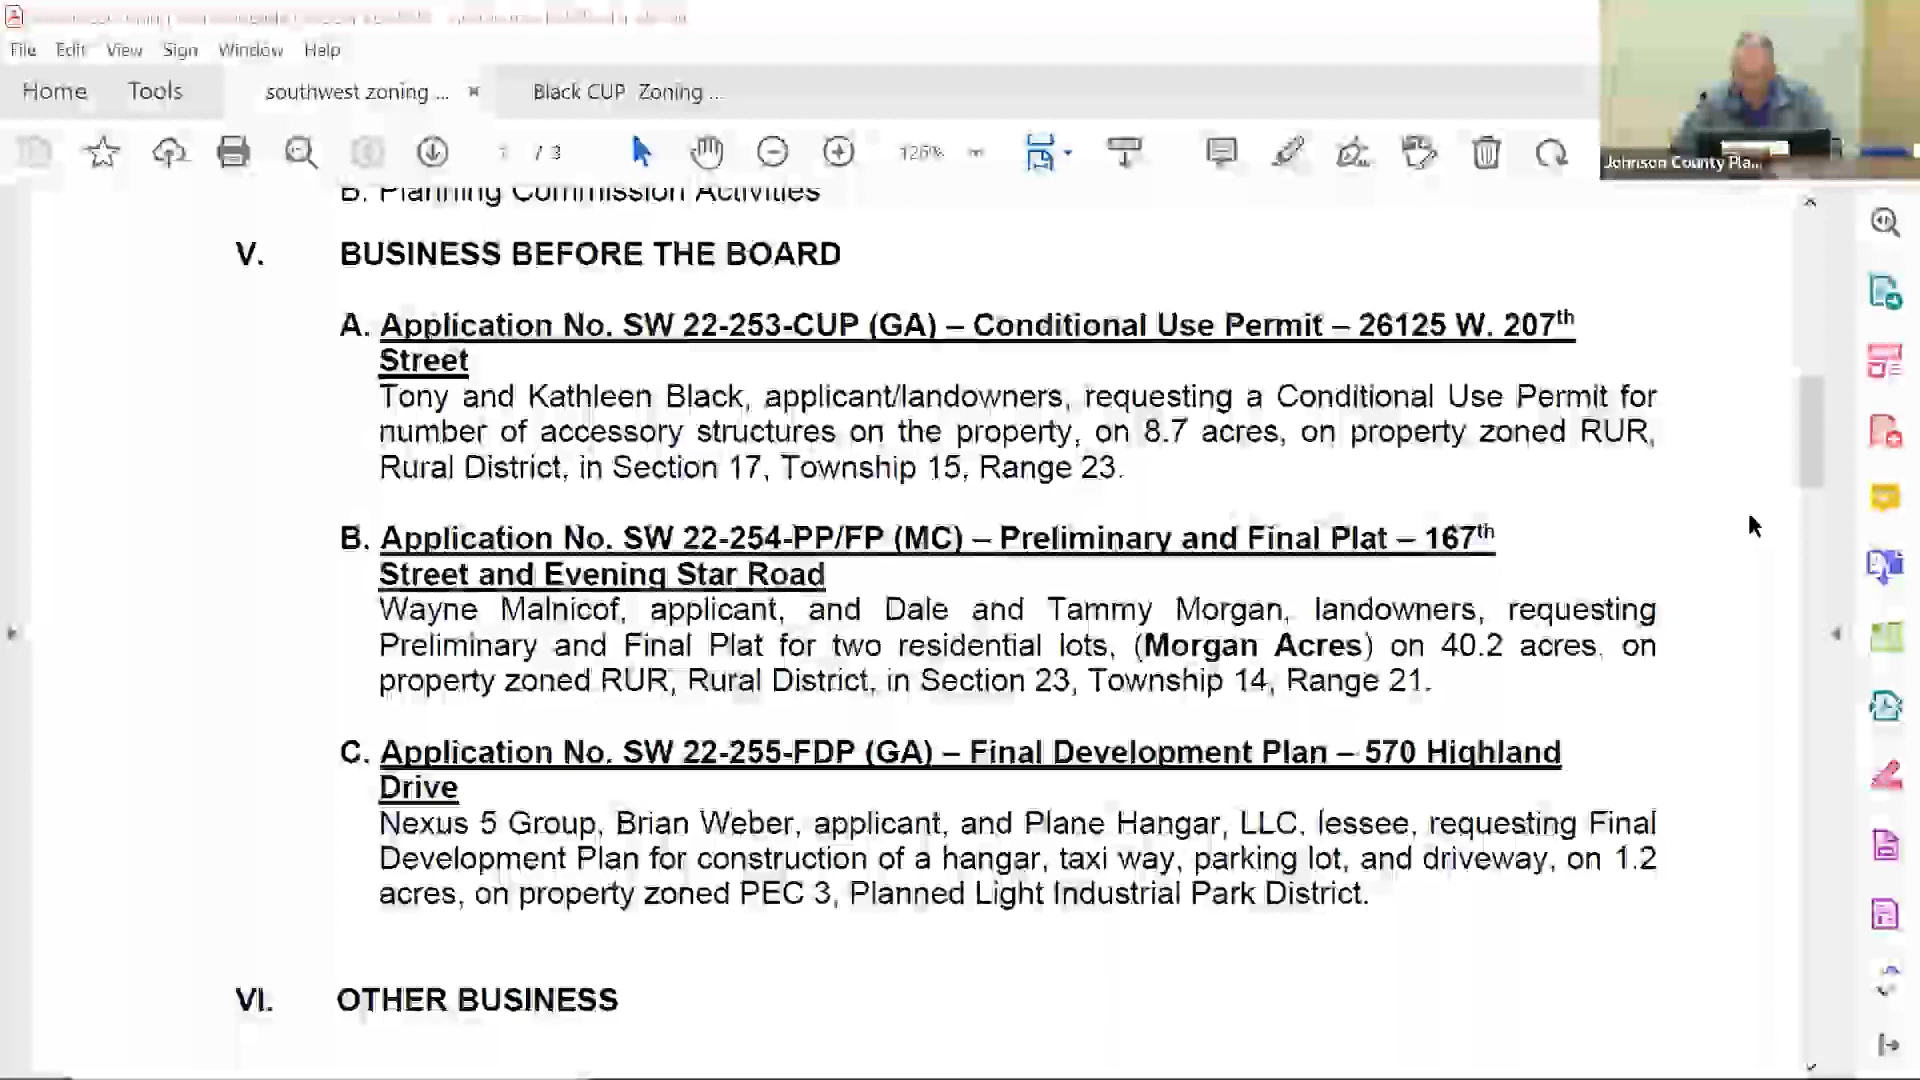 File Edit View Sign Window Help
Home Tools southwest zoning ... Black CUP Zoning ...
/ 3 126%
Johnson County Pla...
B. Planning Commission Activities
V. BUSINESS BEFORE THE BOARD
A. Application No. SW 22-253-CUP (GA) – Conditional Use Permit – 26125 W. 207th
Street
Tony and Kathleen Black, applicant/landowners, requesting a Conditional Use Permit for
number of accessory structures on the property, on 8.7 acres, on property zoned RUR,
Rural District, in Section 17, Township 15, Range 23.
B. Application No. SW 22-254-PP/FP (MC) – Preliminary and Final Plat – 167th
Street and Evening Star Road
Wayne Malnicof, applicant, and Dale and Tammy Morgan, landowners, requesting
Preliminary and Final Plat for two residential lots, (Morgan Acres) on 40.2 acres, on
property zoned RUR, Rural District, in Section 23, Township 14, Range 21.
C. Application No. SW 22-255-FDP (GA) – Final Development Plan – 570 Highland
Drive
Nexus 5 Group, Brian Weber, applicant, and Plane Hangar, LLC, lessee, requesting Final
Development Plan for construction of a hangar, taxi way, parking lot, and driveway, on 1.2
acres, on property zoned PEC 3, Planned Light Industrial Park District.
VI. OTHER BUSINESS